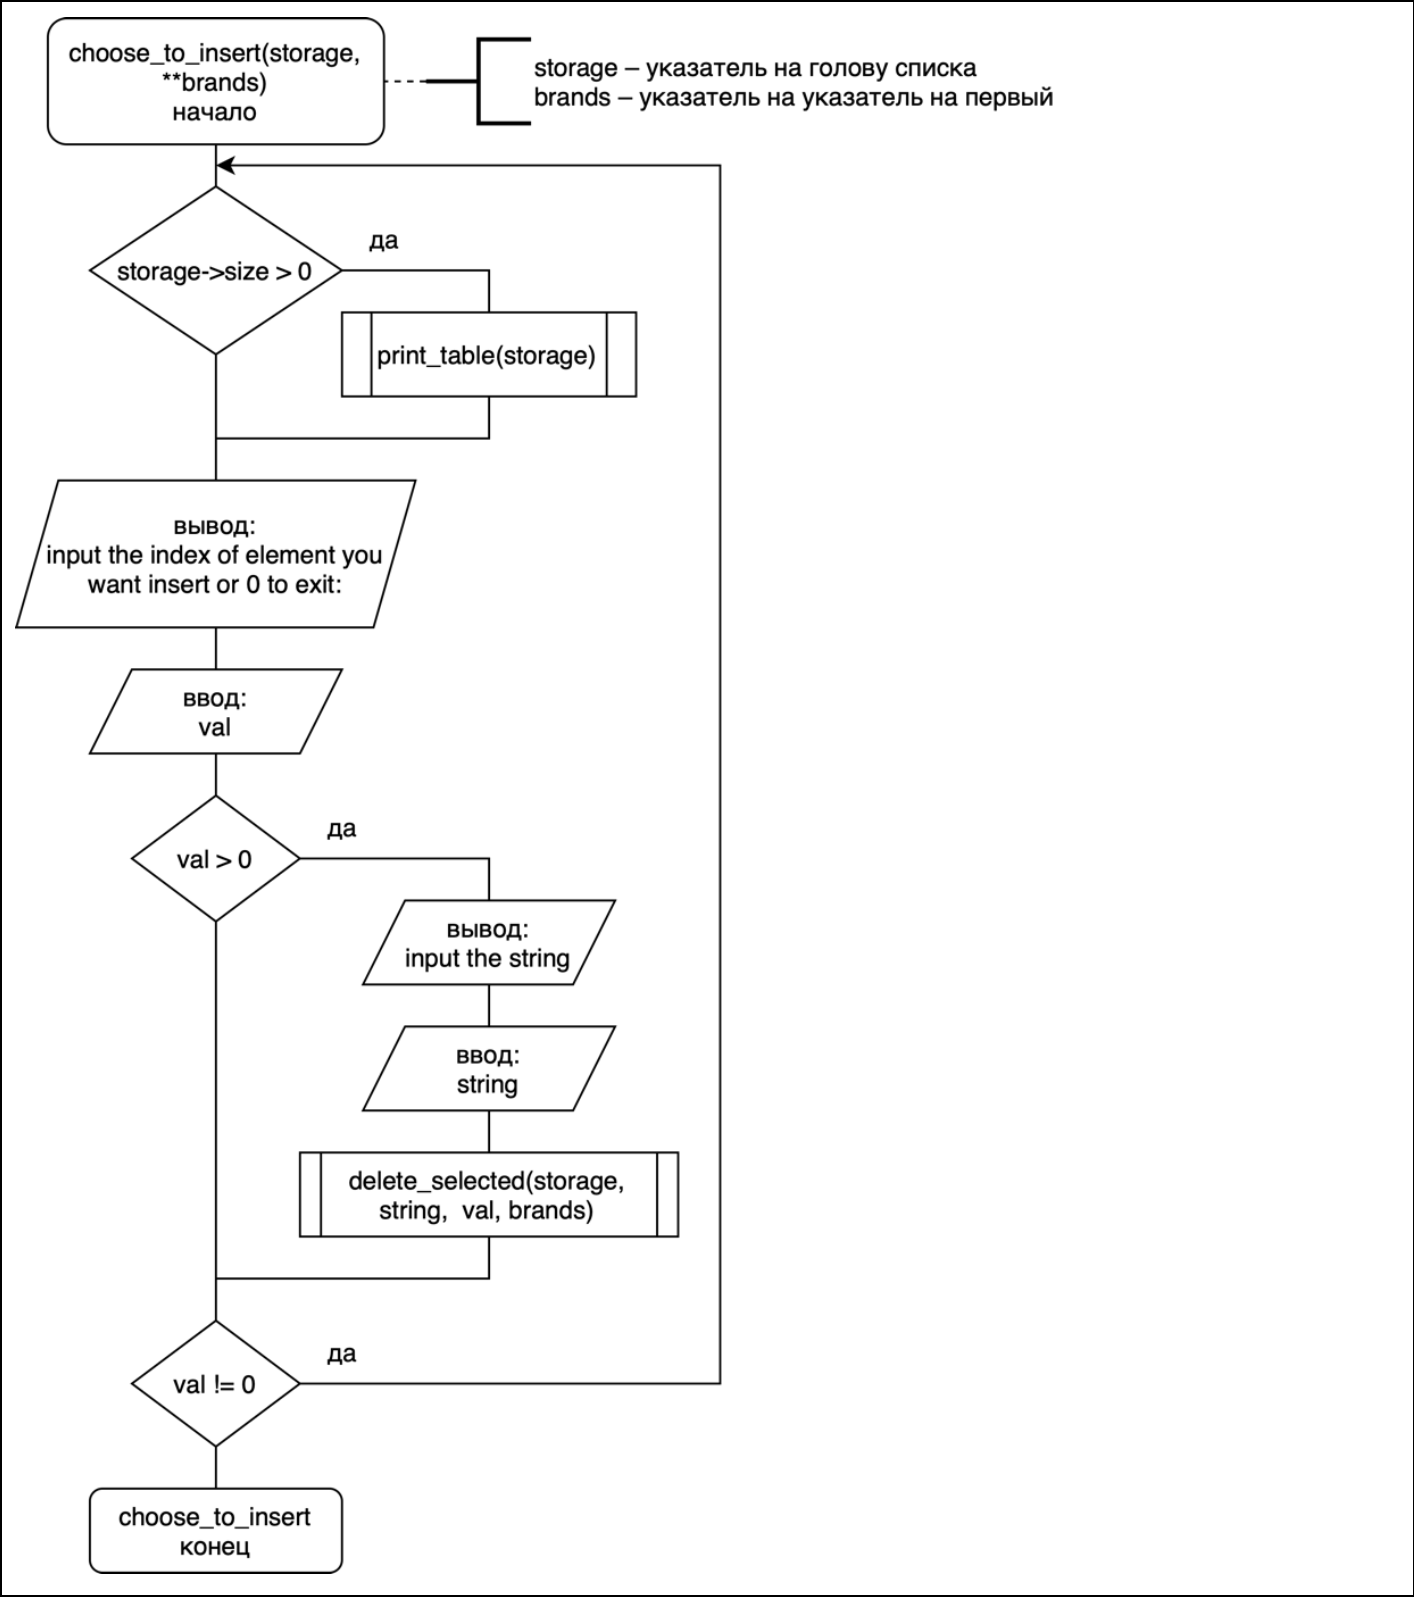 choose_to_insert(storage,
**brands)
начало
storage – указатель на голову списка
brands – указатель на указатель на первый
да
storage->size > 0
print_table(storage)
вывод:
input the index of element you
want insert or 0 to exit:
ввод:
val
да
val > 0
вывод:
input the string
ввод:
string
delete_selected(storage,
string, val, brands)
да
val != 0
choose_to_insert
конец